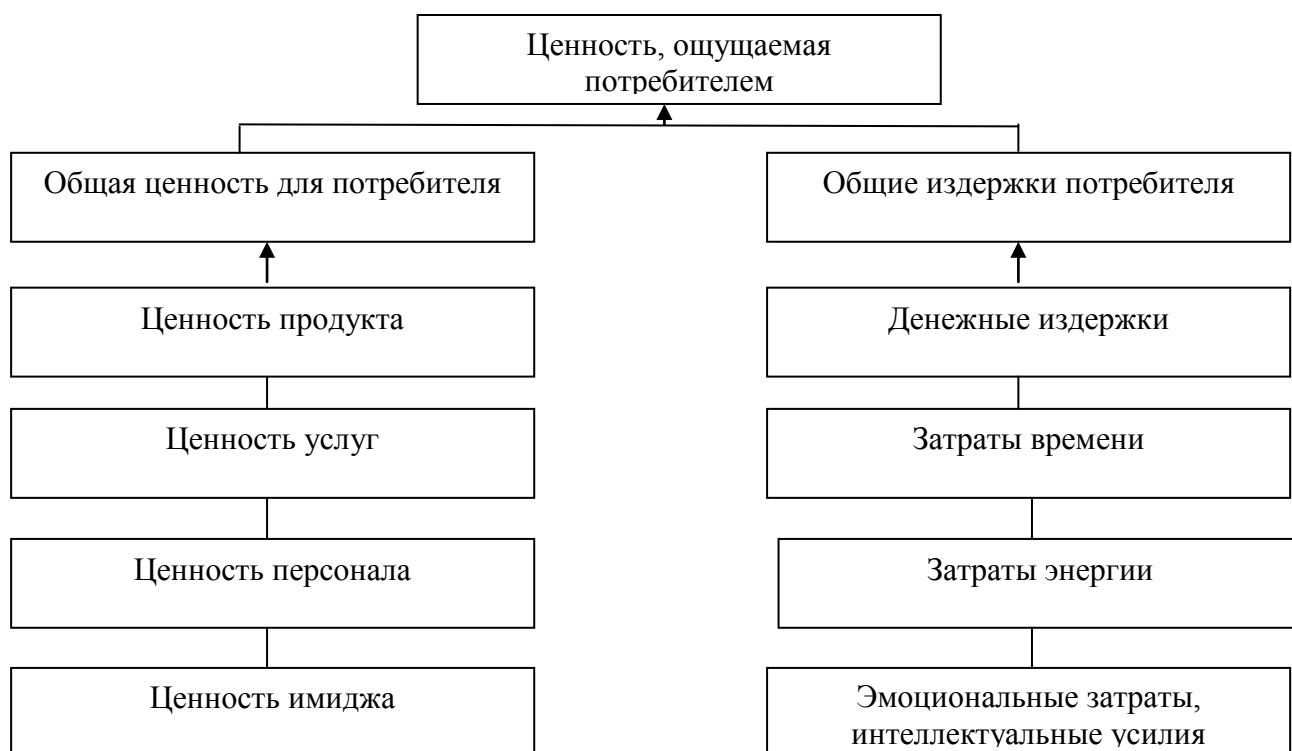 Ценность, ощущаемая
потребителем
Общая ценность для потребителя
Общие издержки потребителя
Ценность продукта
Денежные издержки
Ценность услуг
Затраты времени
Ценность персонала
Затраты энергии
Ценность имиджа
Эмоциональные затраты,
интеллектуальные усилия